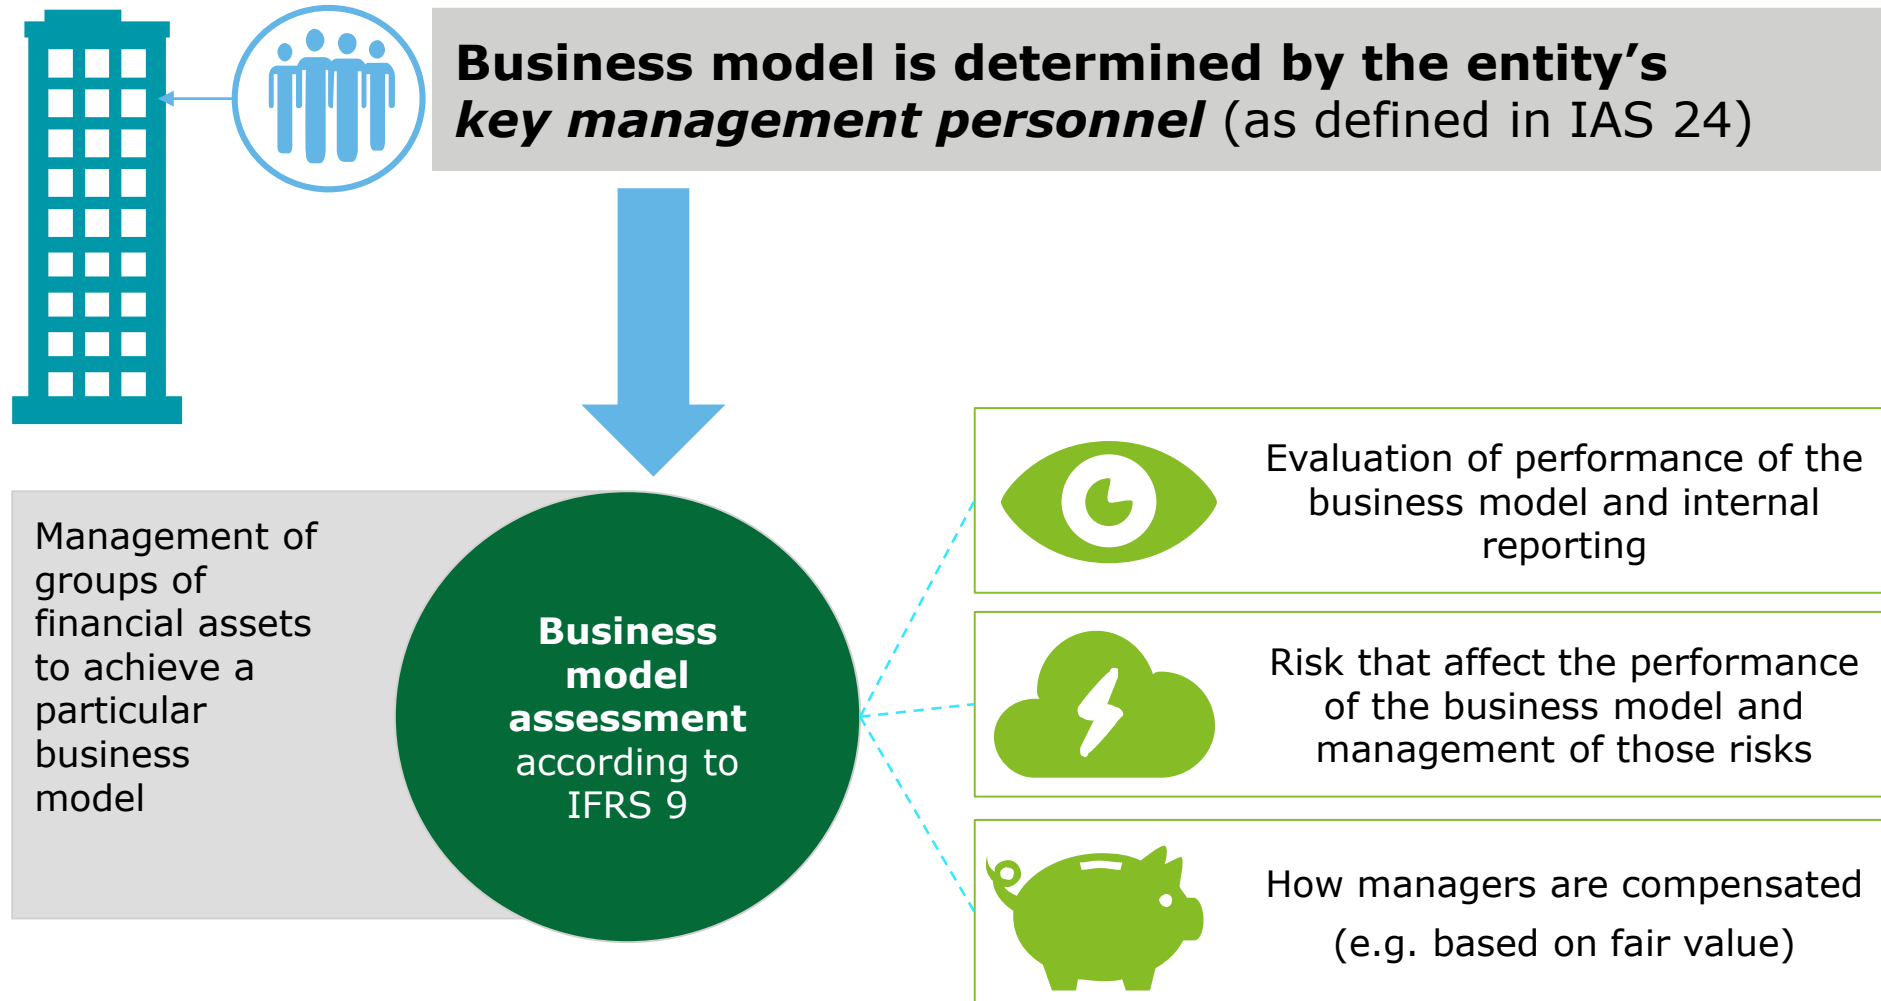 Business model is determined by the entity’s
key management personnel (as defined in IAS 24)
Management of
groups of
financial assets
to achieve a
particular
business
model
Business
model
assessment
according to
IFRS 9
Evaluation of performance of the
business model and internal
reporting
Risk that affect the performance
of the business model and
management of those risks
How managers are compensated
(e.g. based on fair value)